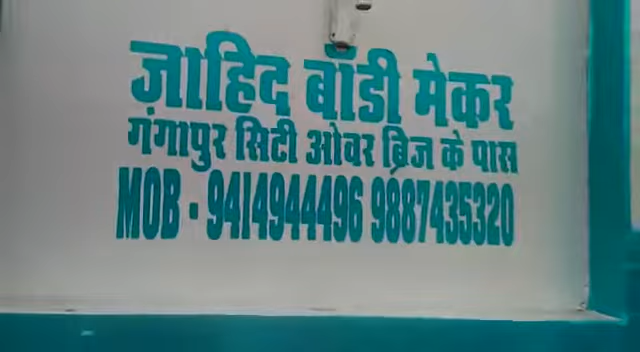 जाहिद बॉडी मेकर
गंगापुर सिटी ओवर ब्रिज के पास
MOB - 9414944496 9887435320